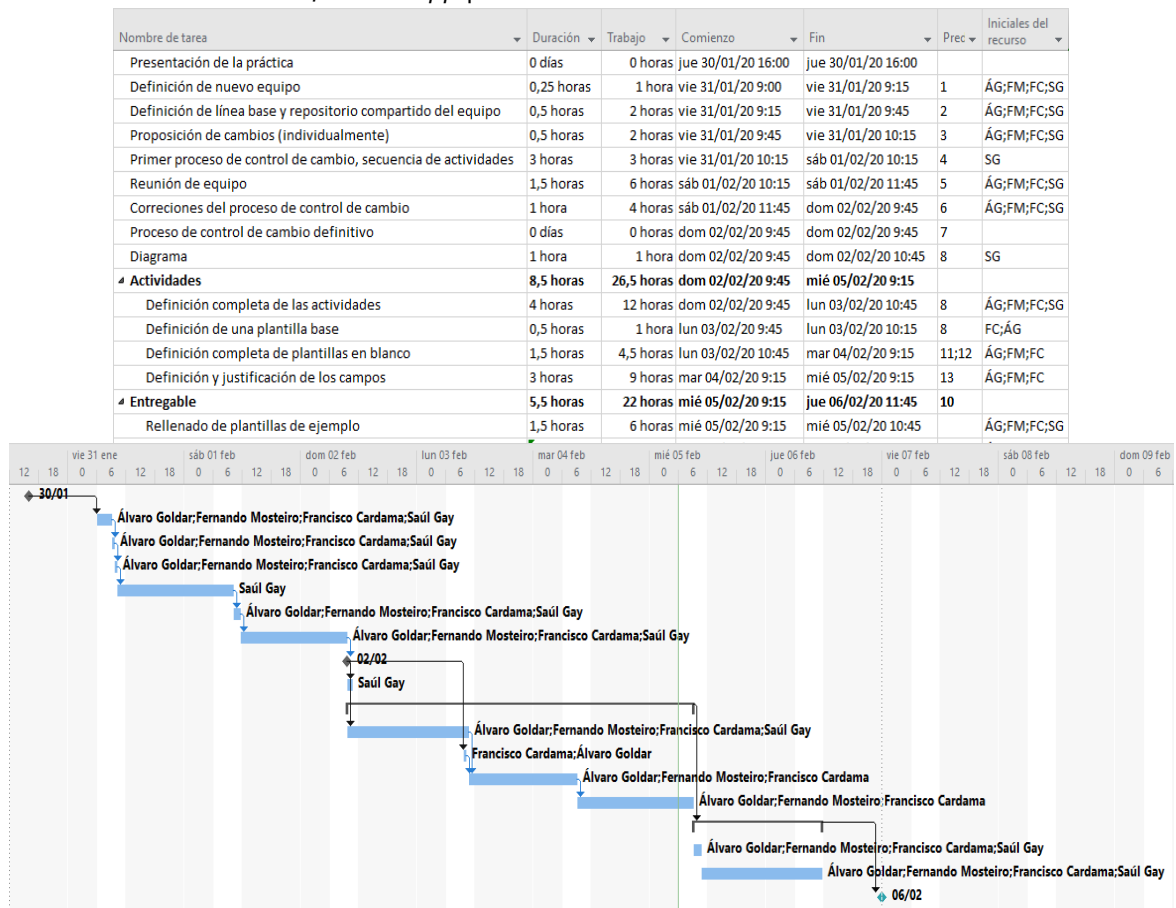 Nombre de tarea Duración Trabajo Comienzo Fin Prec Iniciales del recurso
Presentación de la práctica 0 días 0 horas jue 30/01/20 16:00 jue 30/01/20 16:00
Definición de nuevo equipo 0,25 horas 1 hora vie 31/01/20 9:00 vie 31/01/20 9:15 1 ÁG;FM;FC;SG
Definición de línea base y repositorio compartido del equipo 0,5 horas 2 horas vie 31/01/20 9:15 vie 31/01/20 9:45 2 ÁG;FM;FC;SG
Proposición de cambios (individualmente) 0,5 horas 2 horas vie 31/01/20 9:45 vie 31/01/20 10:15 3 ÁG;FM;FC;SG
Primer proceso de control de cambio, secuencia de actividades 3 horas 3 horas vie 31/01/20 10:15 sáb 01/02/20 10:15 4 SG
Reunión de equipo 1,5 horas 6 horas sáb 01/02/20 10:15 sáb 01/02/20 11:45 5 ÁG;FM;FC;SG
Correciones del proceso de control de cambio 1 hora 4 horas sáb 01/02/20 11:45 dom 02/02/20 9:45 6 ÁG;FM;FC;SG
Proceso de control de cambio definitivo 0 días 0 horas dom 02/02/20 9:45 dom 02/02/20 9:45 7
Diagrama 1 hora 1 hora dom 02/02/20 9:45 dom 02/02/20 10:45 8 SG
Actividades 8,5 horas 26,5 horas dom 02/02/20 9:45 mié 05/02/20 9:15
Definición completa de las actividades 4 horas 12 horas dom 02/02/20 9:45 lun 03/02/20 10:45 8 ÁG;FM;FC;SG
Definición de una plantilla base 0,5 horas 1 hora lun 03/02/20 9:45 lun 03/02/20 10:15 8 FC;ÁG
Definición completa de plantillas en blanco 1,5 horas 4,5 horas lun 03/02/20 10:45 mar 04/02/20 9:15 11;12 ÁG;FM;FC
Definición y justificación de los campos 3 horas 9 horas mar 04/02/20 9:15 mié 05/02/20 9:15 13 ÁG;FM;FC
Entregable 5,5 horas 22 horas mié 05/02/20 9:15 jue 06/02/20 11:45 10
Rellenado de plantillas de ejemplo 1,5 horas 6 horas mié 05/02/20 9:15 mié 05/02/20 10:45 ÁG;FM;FC;SG
vie 31 ene sáb 01 feb dom 02 feb lun 03 feb mar 04 feb mié 05 feb jue 06 feb vie 07 feb sáb 08 feb dom 09 feb
12 18 0 6 12 18 0 6 12 18 0 6 12 18 0 6 12 18 0 6 12 18 0 6 12 18 0 6 12 18 0 6 12 18 0 6 12 18 0 6
30/01
Álvaro Goldar;Fernando Mosteiro;Francisco Cardama;Saúl Gay
Álvaro Goldar;Fernando Mosteiro;Francisco Cardama;Saúl Gay
Álvaro Goldar;Fernando Mosteiro;Francisco Cardama;Saúl Gay
Saúl Gay
Álvaro Goldar;Fernando Mosteiro;Francisco Cardama;Saúl Gay
Álvaro Goldar;Fernando Mosteiro;Francisco Cardama;Saúl Gay
02/02
Saúl Gay
Álvaro Goldar;Fernando Mosteiro;Francisco Cardama;Saúl Gay
Francisco Cardama;Álvaro Goldar
Álvaro Goldar;Fernando Mosteiro;Francisco Cardama
Álvaro Goldar;Fernando Mosteiro;Francisco Cardama
Álvaro Goldar;Fernando Mosteiro;Francisco Cardama;Saúl Gay
Álvaro Goldar;Fernando Mosteiro;Francisco Cardama;Saúl Gay
06/02